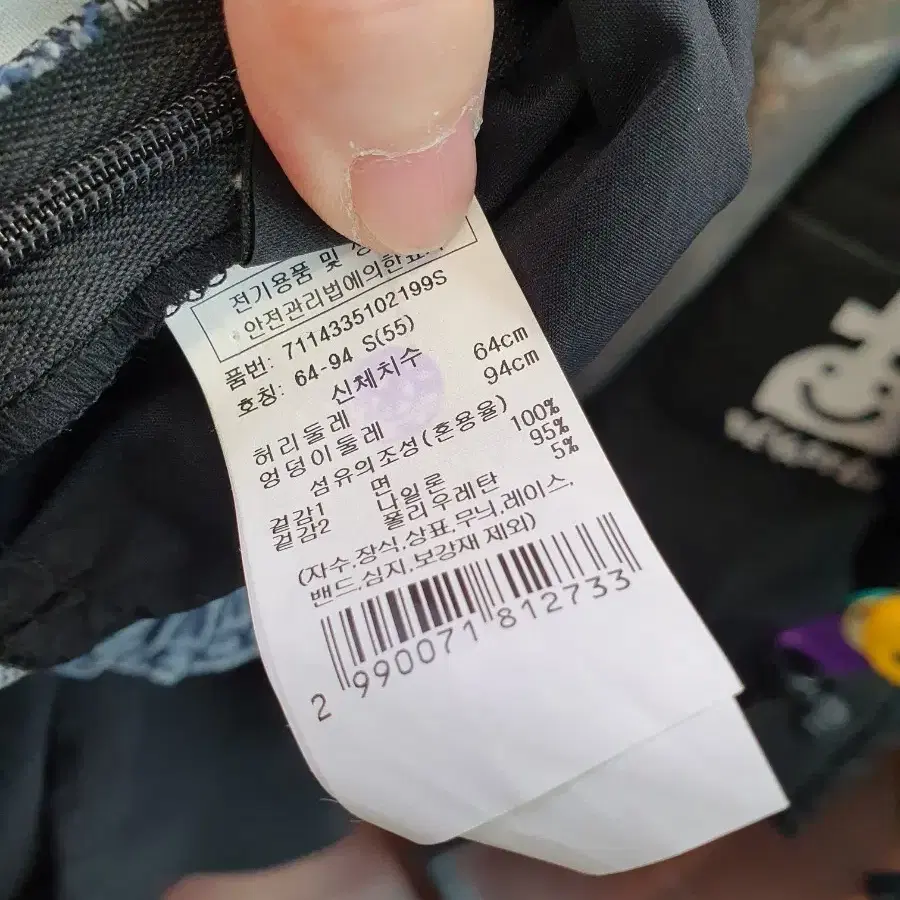 전기용품 및
안전관리법에의한표
품번: 7114335102199S
호칭: 64-94 S(55)
신체치수
허리둘레 64cm
엉덩이둘레 94cm
섬유의조성(혼용율)
겉감1 면 100%
겉감2 나일론 95%
폴리우레탄 5%
(자수.장식.상표.무늬.레이스,
밴드.심지.보강재 제외)
2 990071 812733